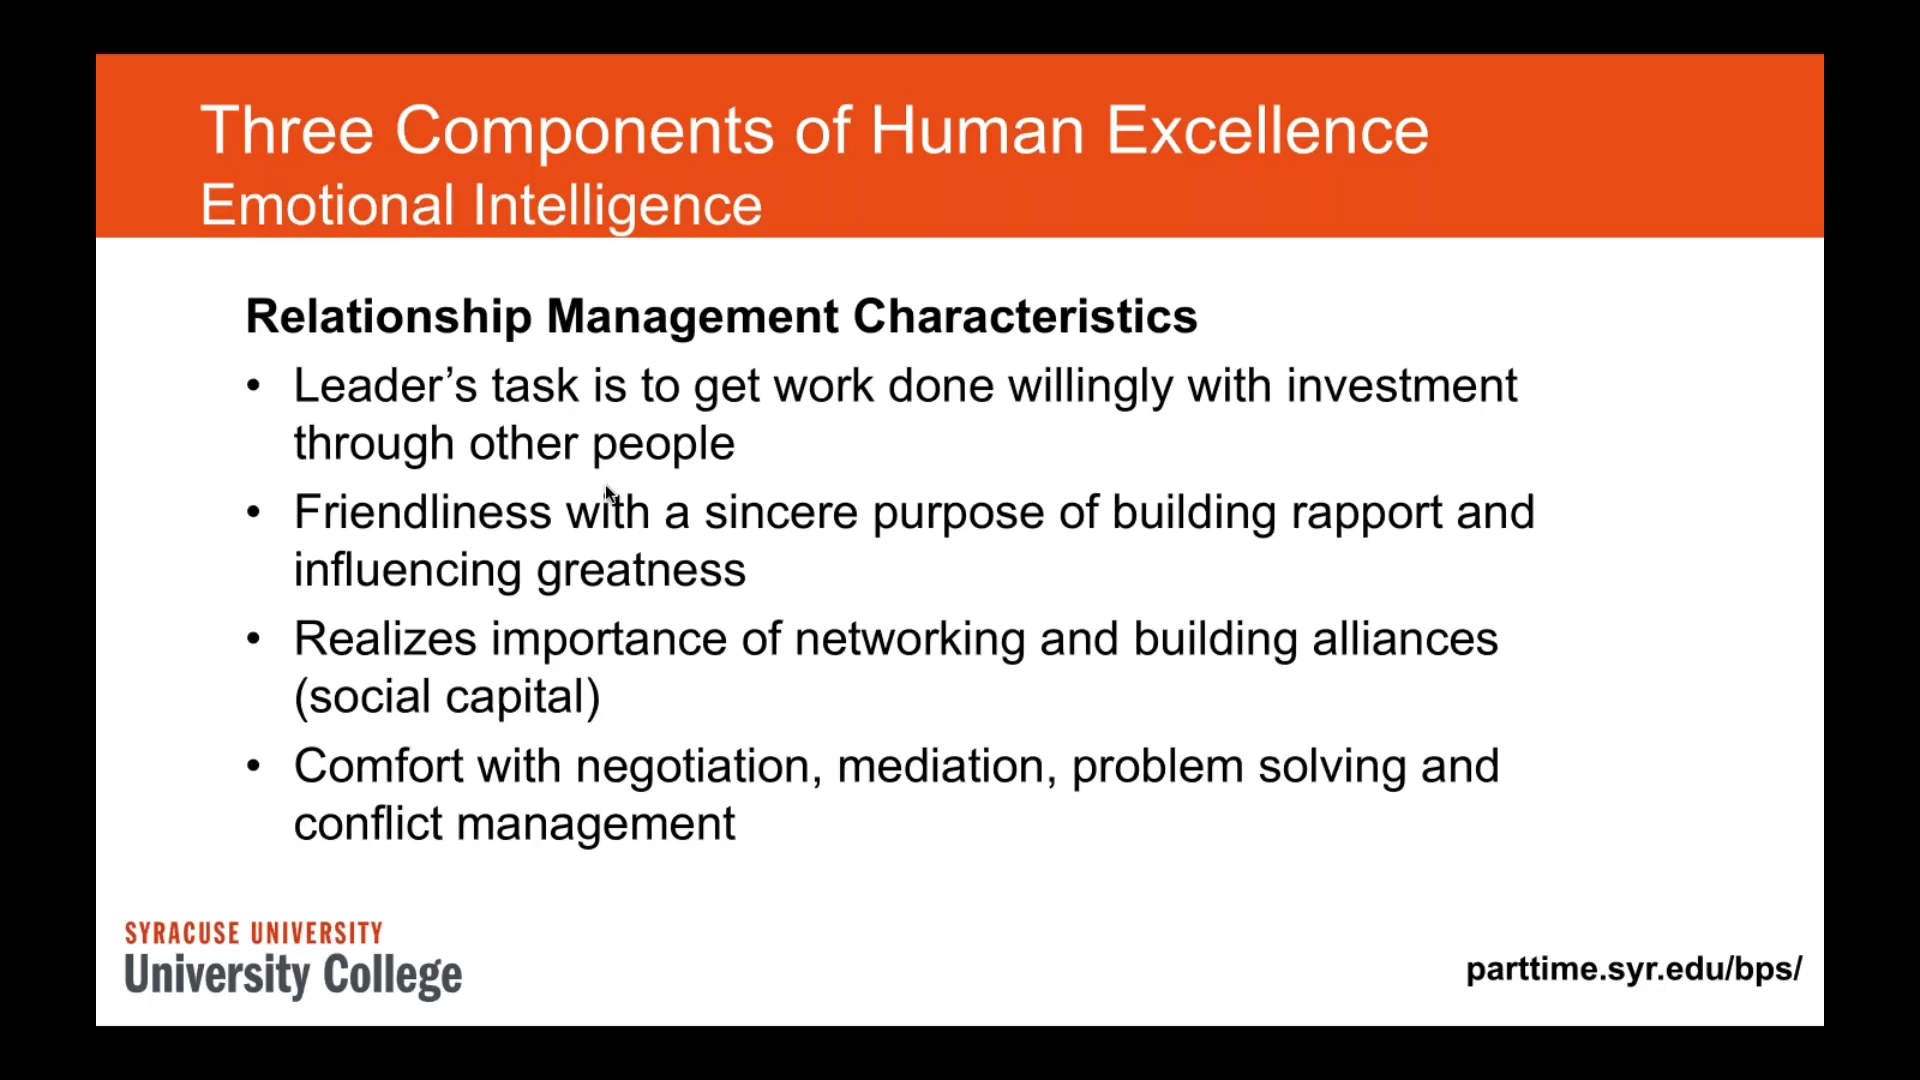 Three Components of Human Excellence
Emotional Intelligence
Relationship Management Characteristics
• Leader’s task is to get work done willingly with investment
through other people
• Friendliness with a sincere purpose of building rapport and
influencing greatness
• Realizes importance of networking and building alliances
(social capital)
• Comfort with negotiation, mediation, problem solving and
conflict management
SYRACUSE UNIVERSITY
University College
parttime.syr.edu/bps/